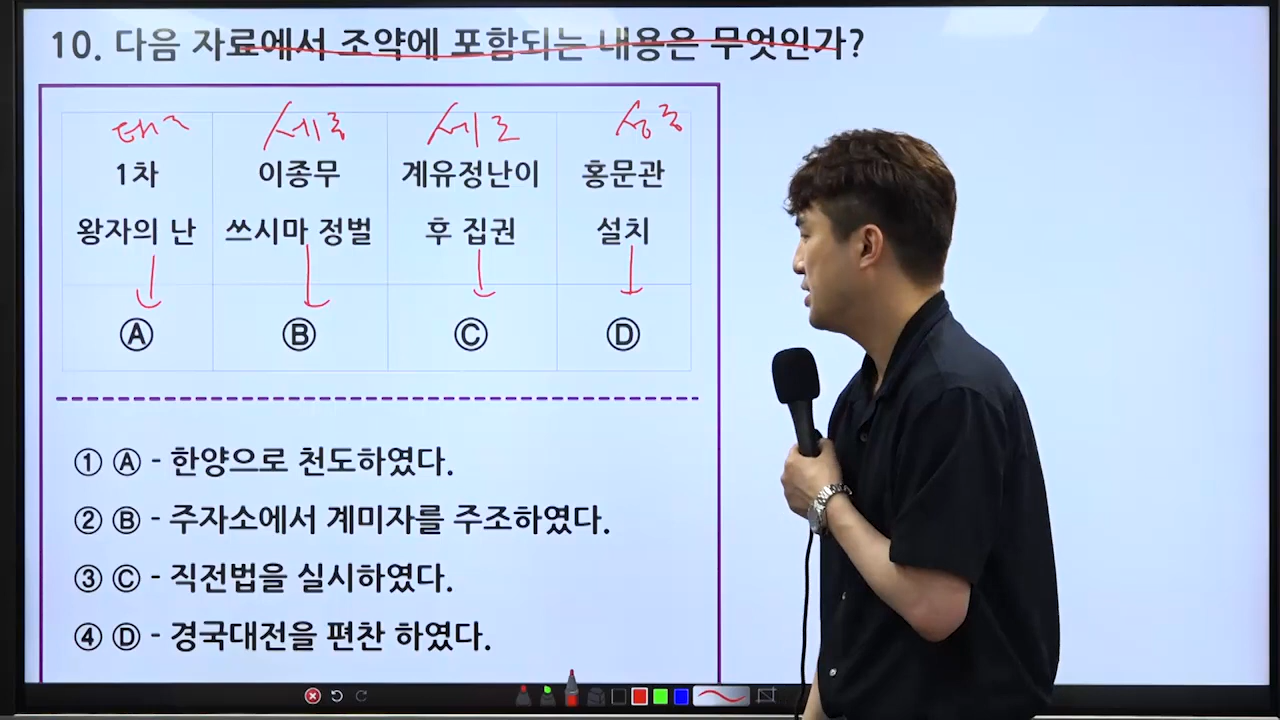 10. 다음 자료에서 조약에 포함되는 내용은 무엇인가?
태조 세종 세조 성종
1차 이종무 계유정난이 홍문관
왕자의 난 쓰시마 정벌 후 집권 설치
Ⓐ Ⓑ Ⓒ Ⓓ
① Ⓐ - 한양으로 천도하였다.
② Ⓑ - 주자소에서 계미자를 주조하였다.
③ Ⓒ - 직전법을 실시하였다.
④ Ⓓ - 경국대전을 편찬 하였다.